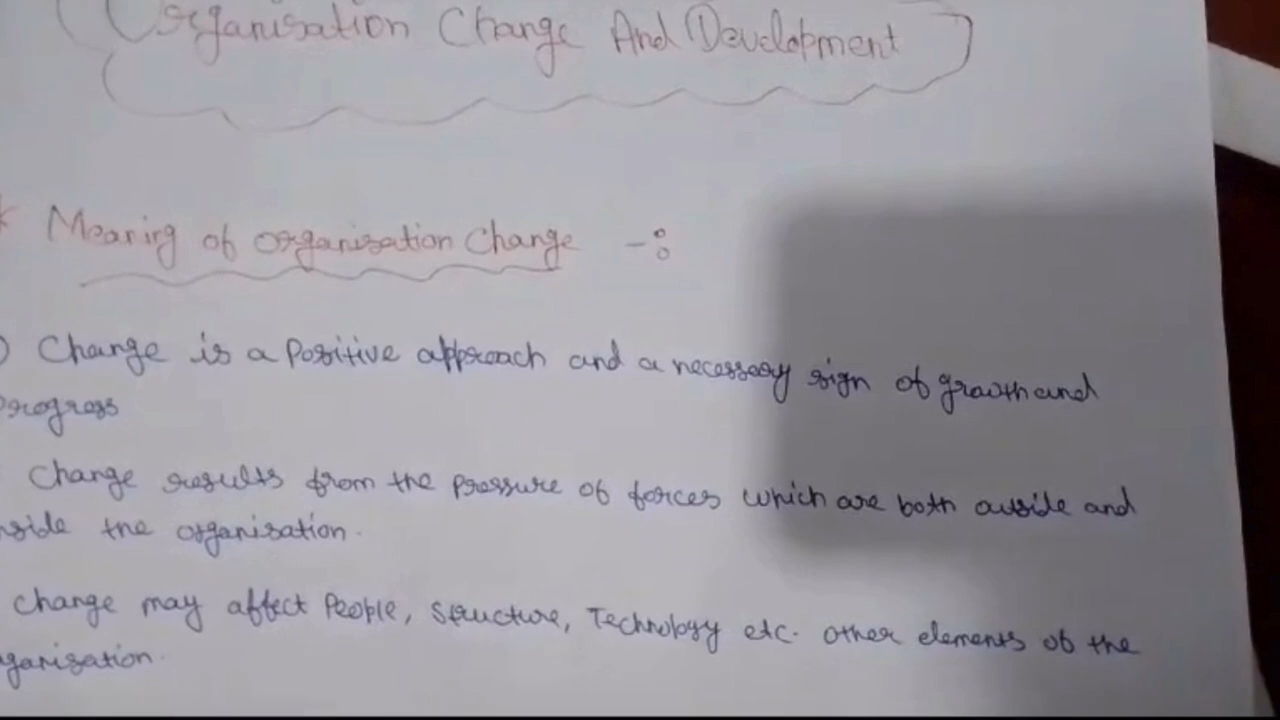 Organisation Change And Development
Meaning of organisation Change -:
Change is a Positive approach and a necessary sign of growth and
Progress
Change results from the pressure of forces which are both outside and
inside the organisation.
change may affect People, Structure, Technology etc. other elements of the
organisation.